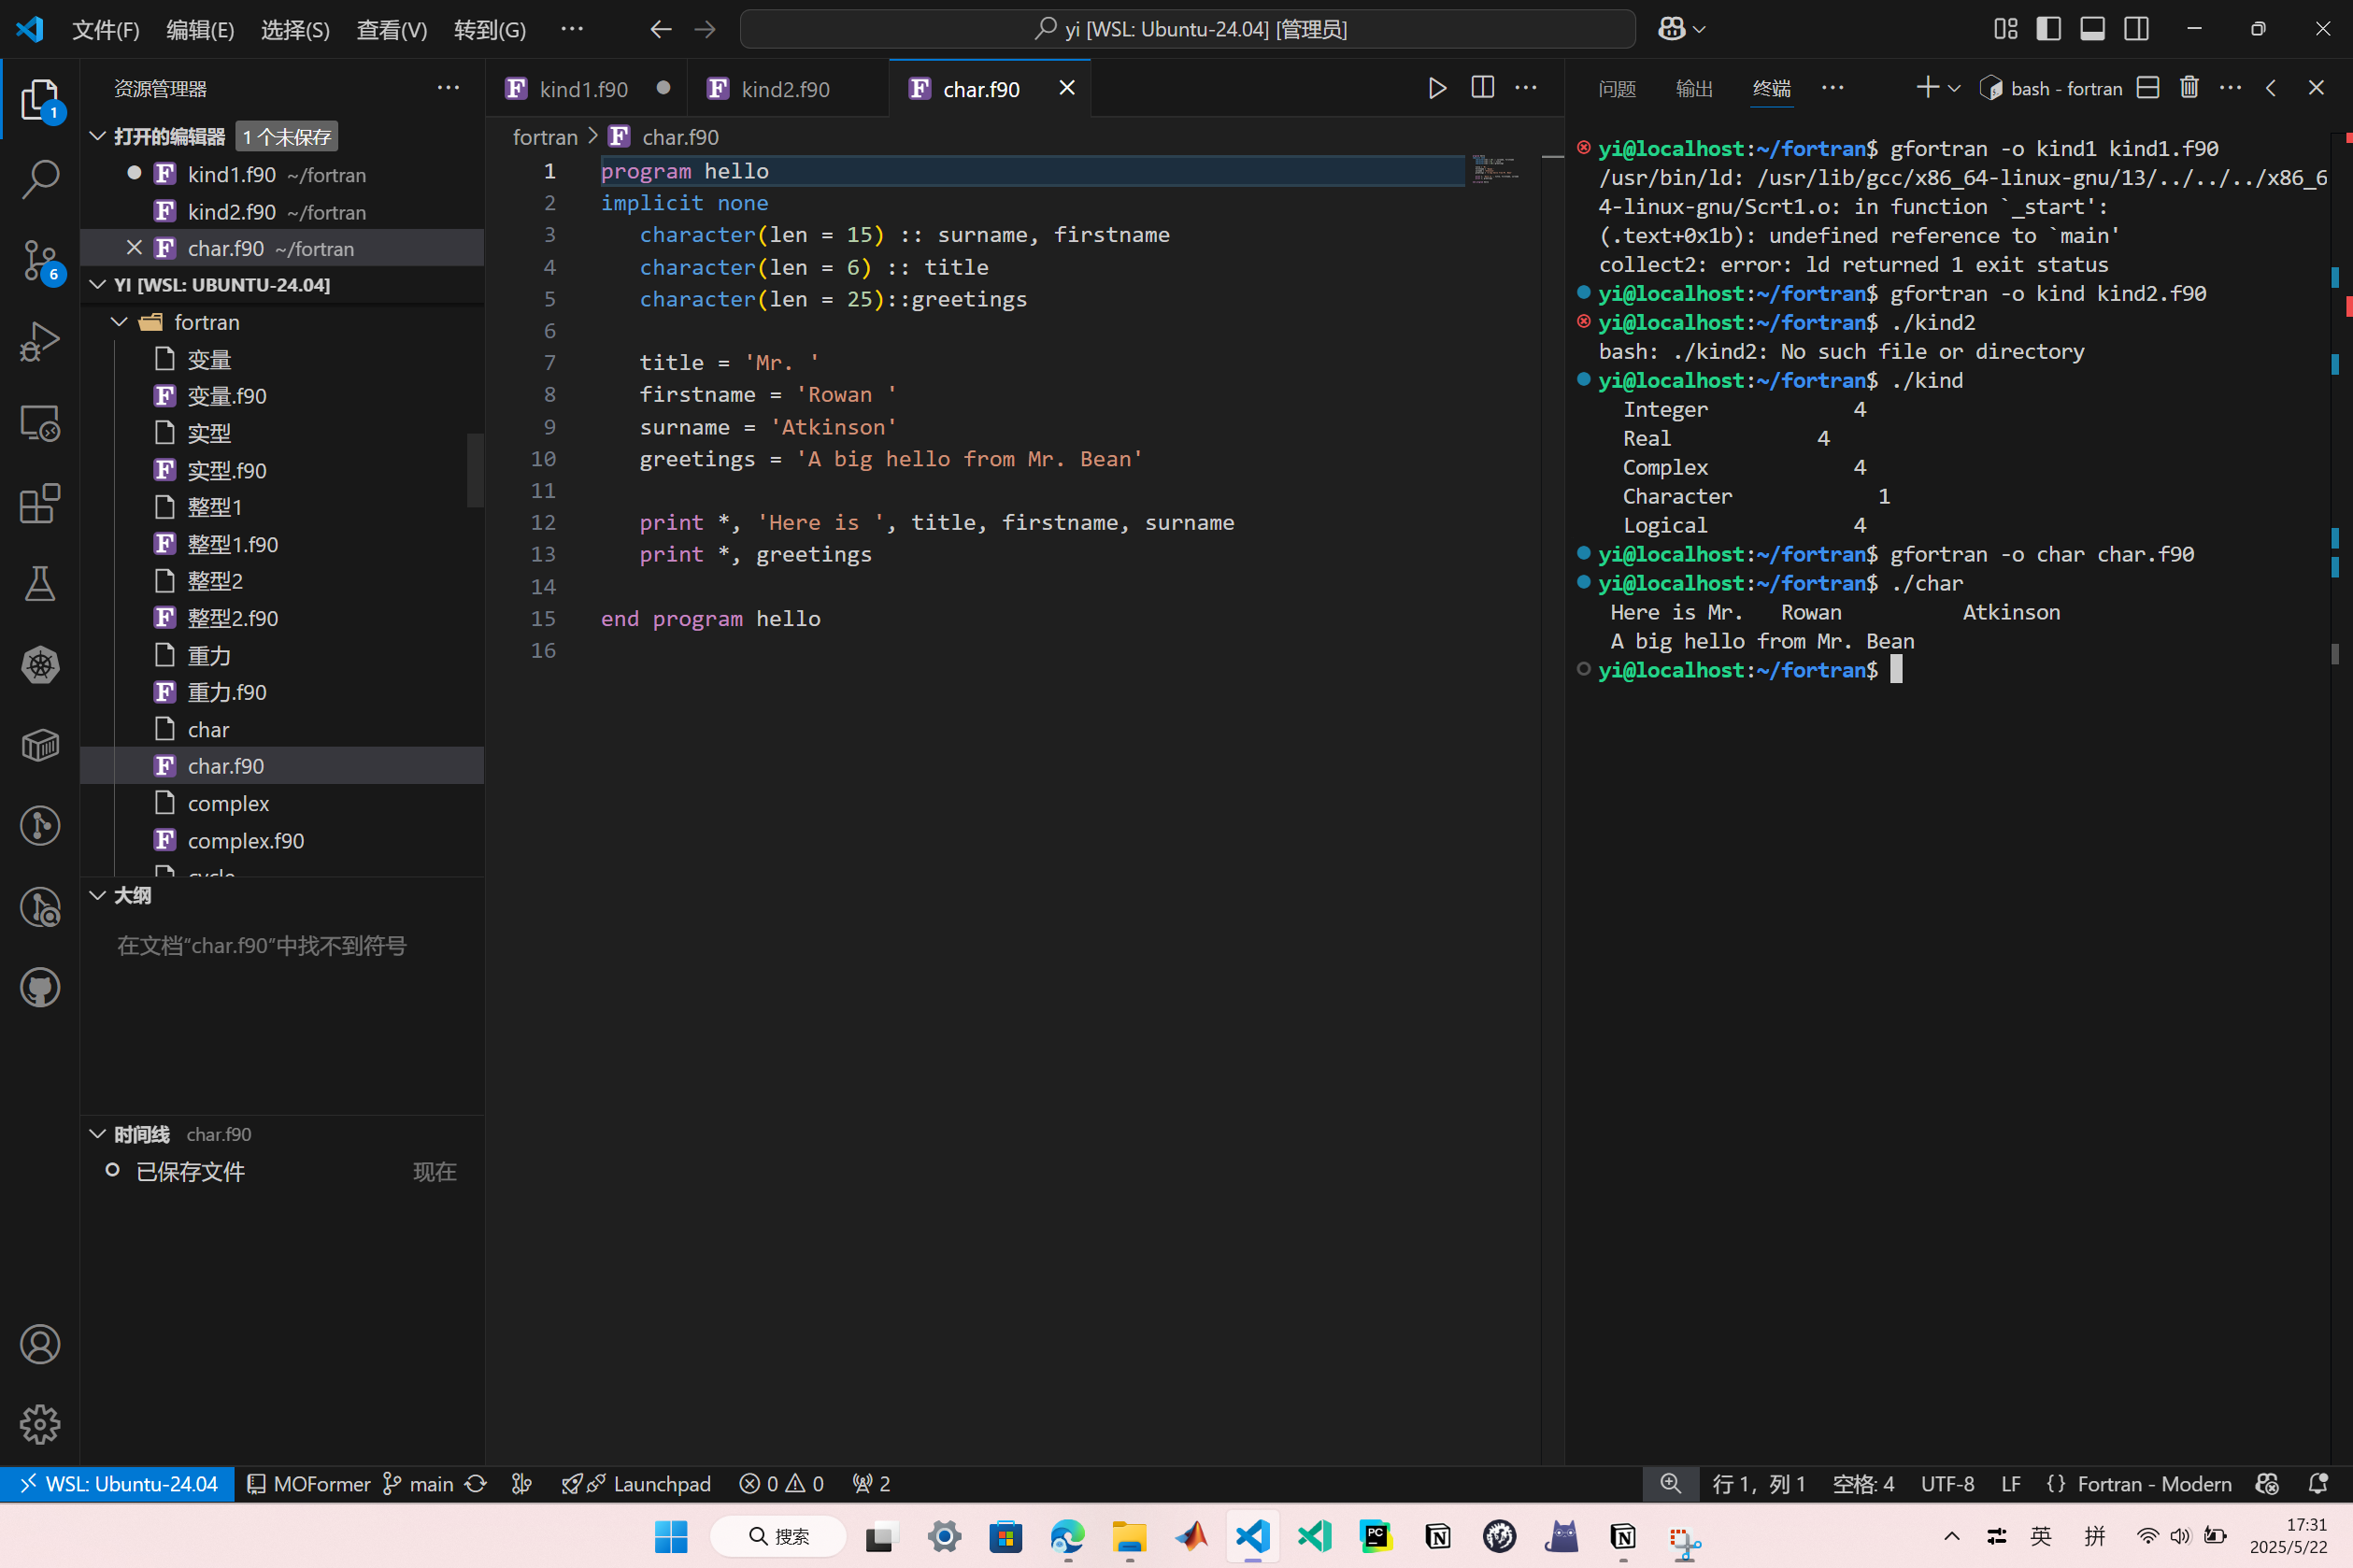 文件(F) 编辑(E) 选择(S) 查看(V) 转到(G) ··· yi [WSL: Ubuntu-24.04] [管理员]
资源管理器
1
打开的编辑器 1 个未保存
kind1.f90 ~/fortran
kind2.f90 ~/fortran
char.f90 ~/fortran
6
YI [WSL: UBUNTU-24.04]
fortran
变量
变量.f90
实型
实型.f90
整型1
整型1.f90
整型2
整型2.f90
重力
重力.f90
char
char.f90
complex
complex.f90
cycle
大纲
在文档“char.f90”中找不到符号
时间线 char.f90
已保存文件 现在
kind1.f90 kind2.f90 char.f90
fortran > char.f90
1 program hello
2 implicit none
3 character(len = 15) :: surname, firstname
4 character(len = 6) :: title
5 character(len = 25)::greetings
6
7 title = 'Mr. '
8 firstname = 'Rowan '
9 surname = 'Atkinson'
10 greetings = 'A big hello from Mr. Bean'
11
12 print *, 'Here is ', title, firstname, surname
13 print *, greetings
14
15 end program hello
16
问题 输出 终端 ··· bash - fortran
yi@localhost:~/fortran$ gfortran -o kind1 kind1.f90
/usr/bin/ld: /usr/lib/gcc/x86_64-linux-gnu/13/../../../x86_6
4-linux-gnu/Scrt1.o: in function `_start':
(.text+0x1b): undefined reference to `main'
collect2: error: ld returned 1 exit status
yi@localhost:~/fortran$ gfortran -o kind kind2.f90
yi@localhost:~/fortran$ ./kind2
bash: ./kind2: No such file or directory
yi@localhost:~/fortran$ ./kind
Integer 4
Real 4
Complex 4
Character 1
Logical 4
yi@localhost:~/fortran$ gfortran -o char char.f90
yi@localhost:~/fortran$ ./char
Here is Mr. Rowan Atkinson
A big hello from Mr. Bean
yi@localhost:~/fortran$
WSL: Ubuntu-24.04 MOFormer main Launchpad 0 0 2 行 1，列 1 空格: 4 UTF-8 LF {} Fortran - Modern
搜索 PC 英 拼 17:31
2025/5/22